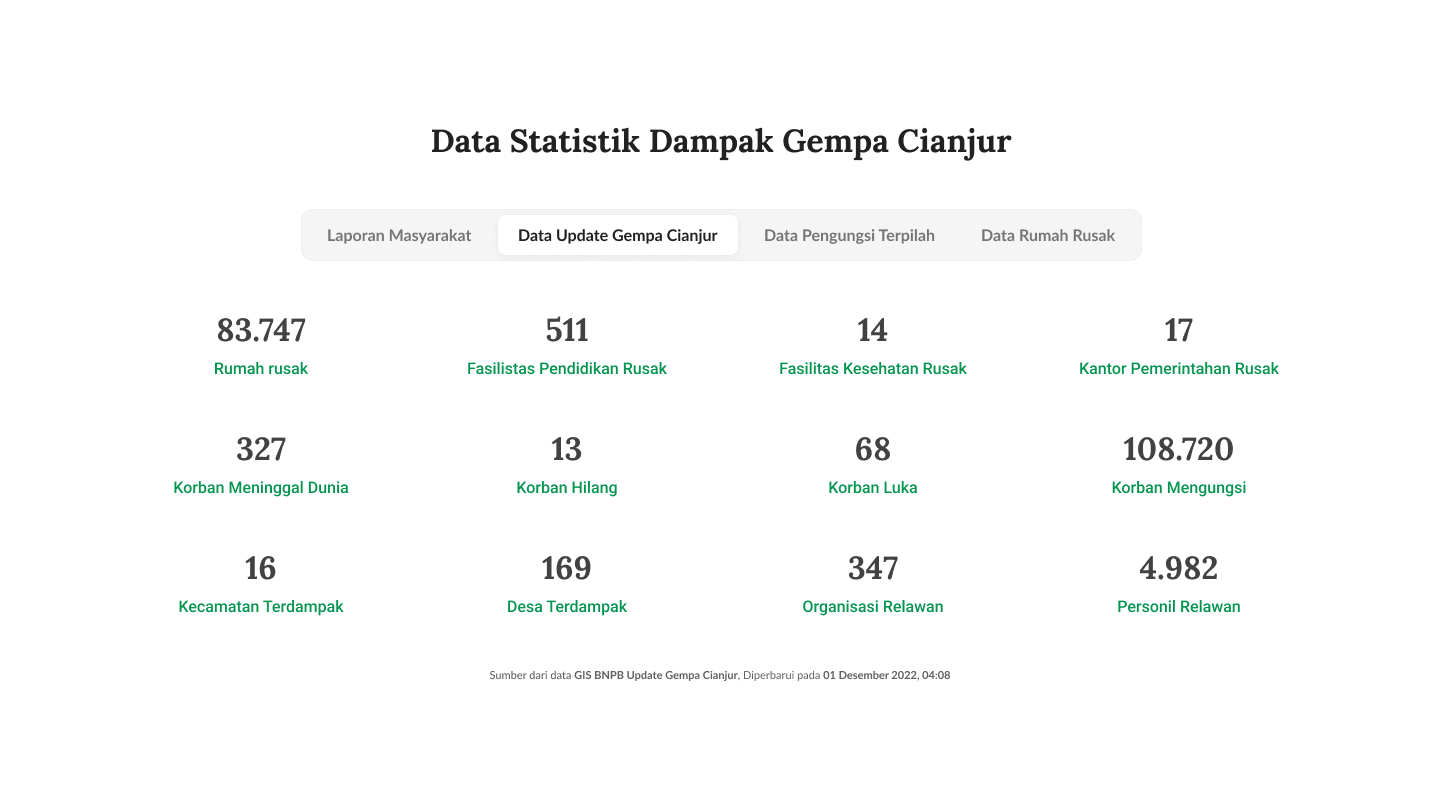 Data Statistik Dampak Gempa Cianjur
Laporan Masyarakat
Data Update Gempa Cianjur
Data Pengungsi Terpilah
Data Rumah Rusak
83.747
Rumah rusak
511
Fasilistas Pendidikan Rusak
14
Fasilitas Kesehatan Rusak
17
Kantor Pemerintahan Rusak
327
Korban Meninggal Dunia
13
Korban Hilang
68
Korban Luka
108.720
Korban Mengungsi
16
Kecamatan Terdampak
169
Desa Terdampak
347
Organisasi Relawan
4.982
Personil Relawan
Sumber dari data GIS BNPB Update Gempa Cianjur, Diperbarui pada 01 Desember 2022, 04:08